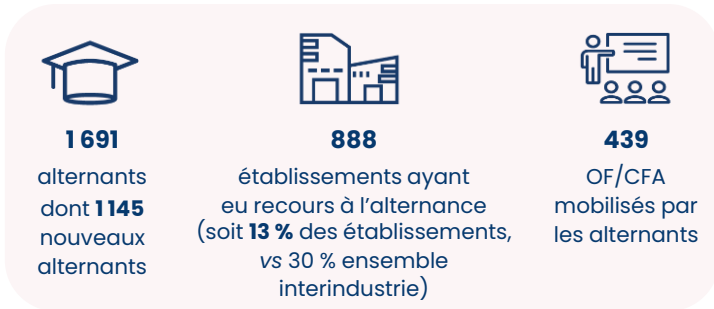 1 691
alternants
dont 1 145
nouveaux
alternants
888
établissements ayant
eu recours à l'alternance
(soit 13 % des établissements,
vs 30 % ensemble
interindustrie)
439
OF/CFA
mobilisés par
les alternants